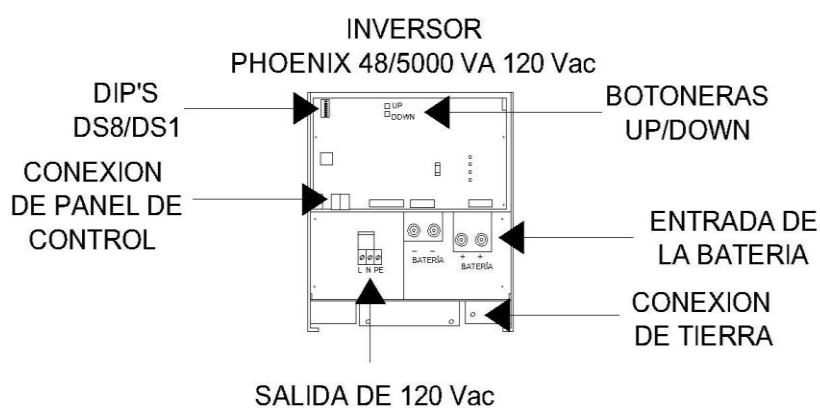 INVERSOR
PHOENIX 48/5000 VA 120 Vac
DIP'S
DS8/DS1
UP
DOWN
BOTONERAS
UP/DOWN
CONEXION
DE PANEL DE
CONTROL
ENTRADA DE
LA BATERIA
− −
BATERÍA
+ +
BATERÍA
L N PE
CONEXION
DE TIERRA
SALIDA DE 120 Vac